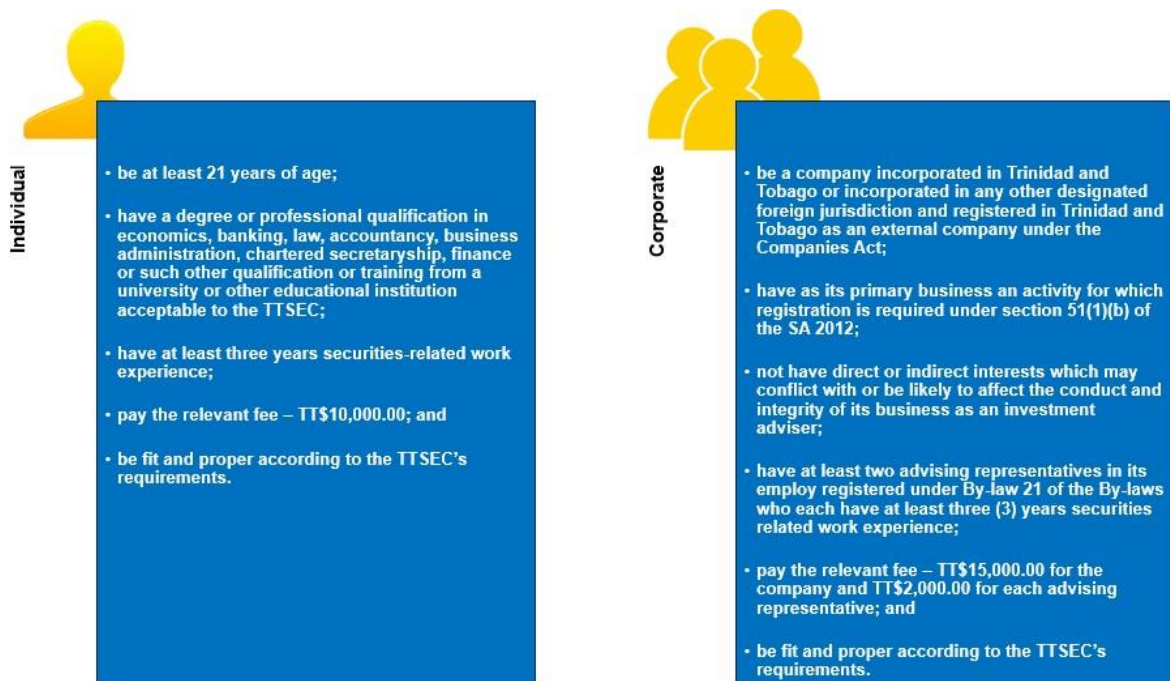 Individual
• be at least 21 years of age;
• have a degree or professional qualification in
economics, banking, law, accountancy, business
administration, chartered secretaryship, finance
or such other qualification or training from a
university or other educational institution
acceptable to the TTSEC;
• have at least three years securities-related work
experience;
• pay the relevant fee – TT$10,000.00; and
• be fit and proper according to the TTSEC's
requirements.
Corporate
• be a company incorporated in Trinidad and
Tobago or incorporated in any other designated
foreign jurisdiction and registered in Trinidad and
Tobago as an external company under the
Companies Act;
• have as its primary business an activity for which
registration is required under section 51(1)(b) of
the SA 2012;
• not have direct or indirect interests which may
conflict with or be likely to affect the conduct and
integrity of its business as an investment
adviser;
• have at least two advising representatives in its
employ registered under By-law 21 of the By-laws
who each have at least three (3) years securities
related work experience;
• pay the relevant fee – TT$15,000.00 for the
company and TT$2,000.00 for each advising
representative; and
• be fit and proper according to the TTSEC's
requirements.